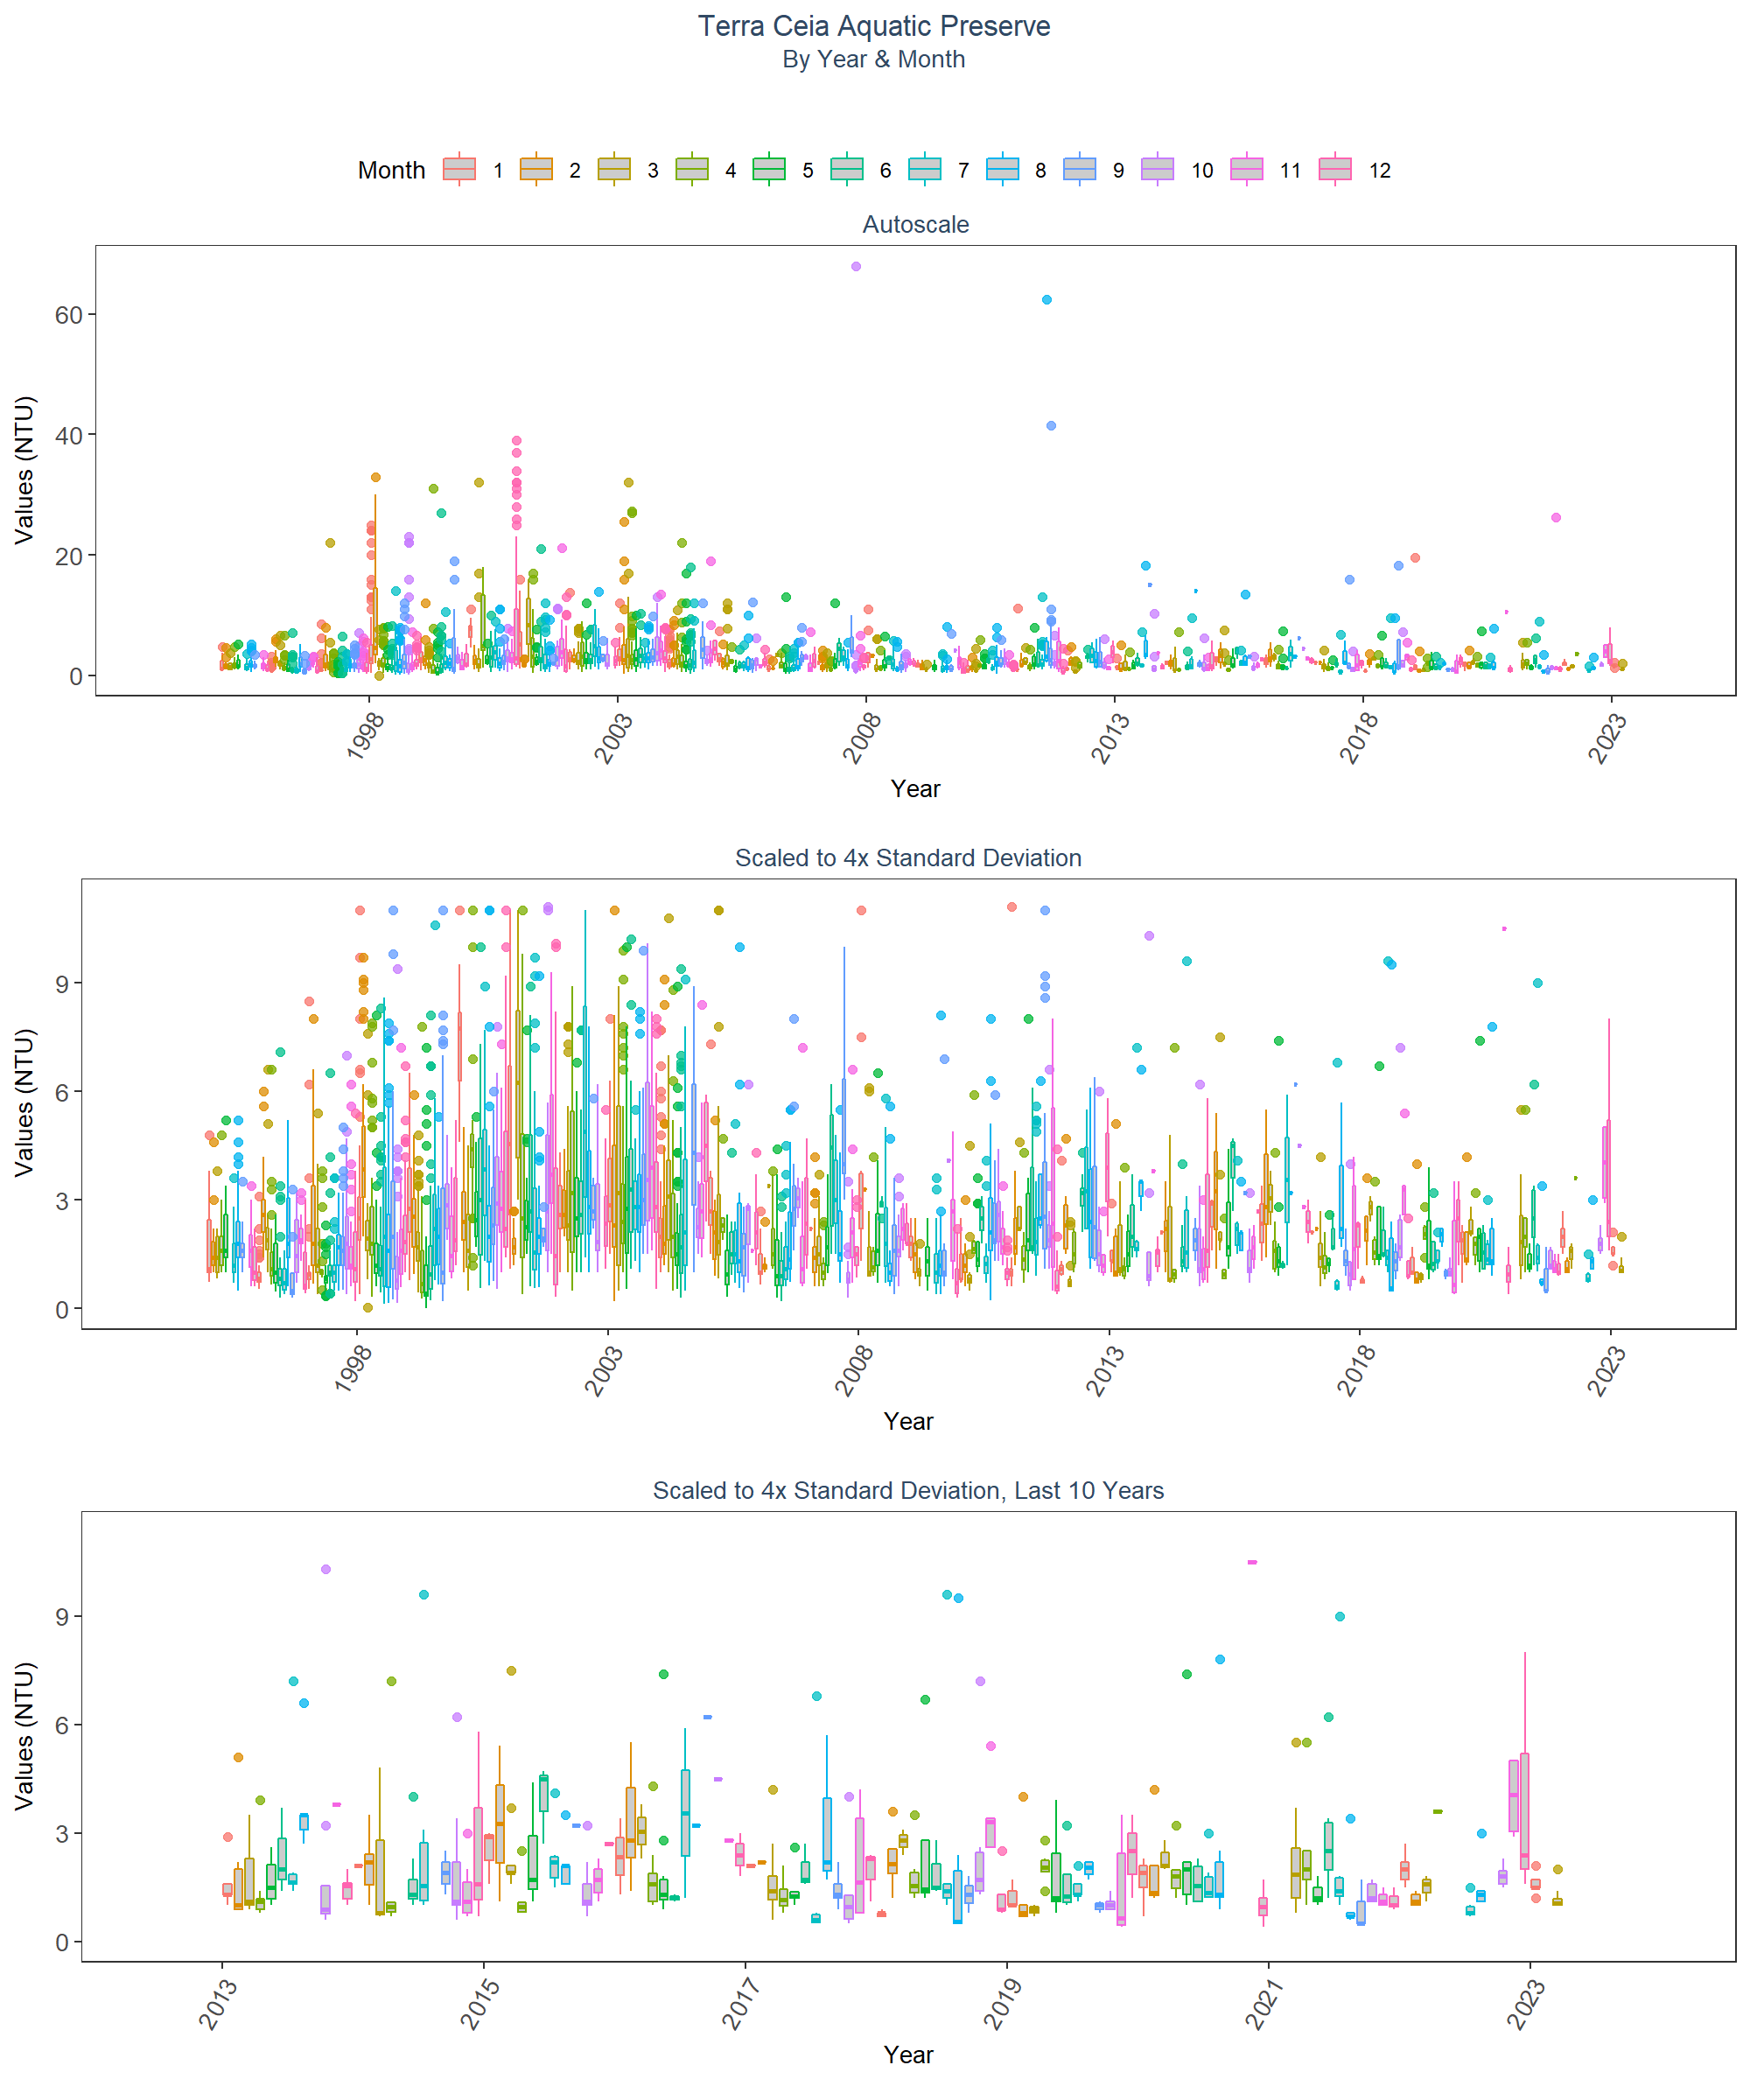 Terra Ceia Aquatic Preserve
By Year & Month
Month 1 2 3 4 5 6 7 8 9 10 11 12
Autoscale
Values (NTU)
60
40
20
0
1998 2003 2008 2013 2018 2023
Year
Scaled to 4x Standard Deviation
Values (NTU)
9
6
3
0
1998 2003 2008 2013 2018 2023
Year
Scaled to 4x Standard Deviation, Last 10 Years
Values (NTU)
9
6
3
0
2013 2015 2017 2019 2021 2023
Year